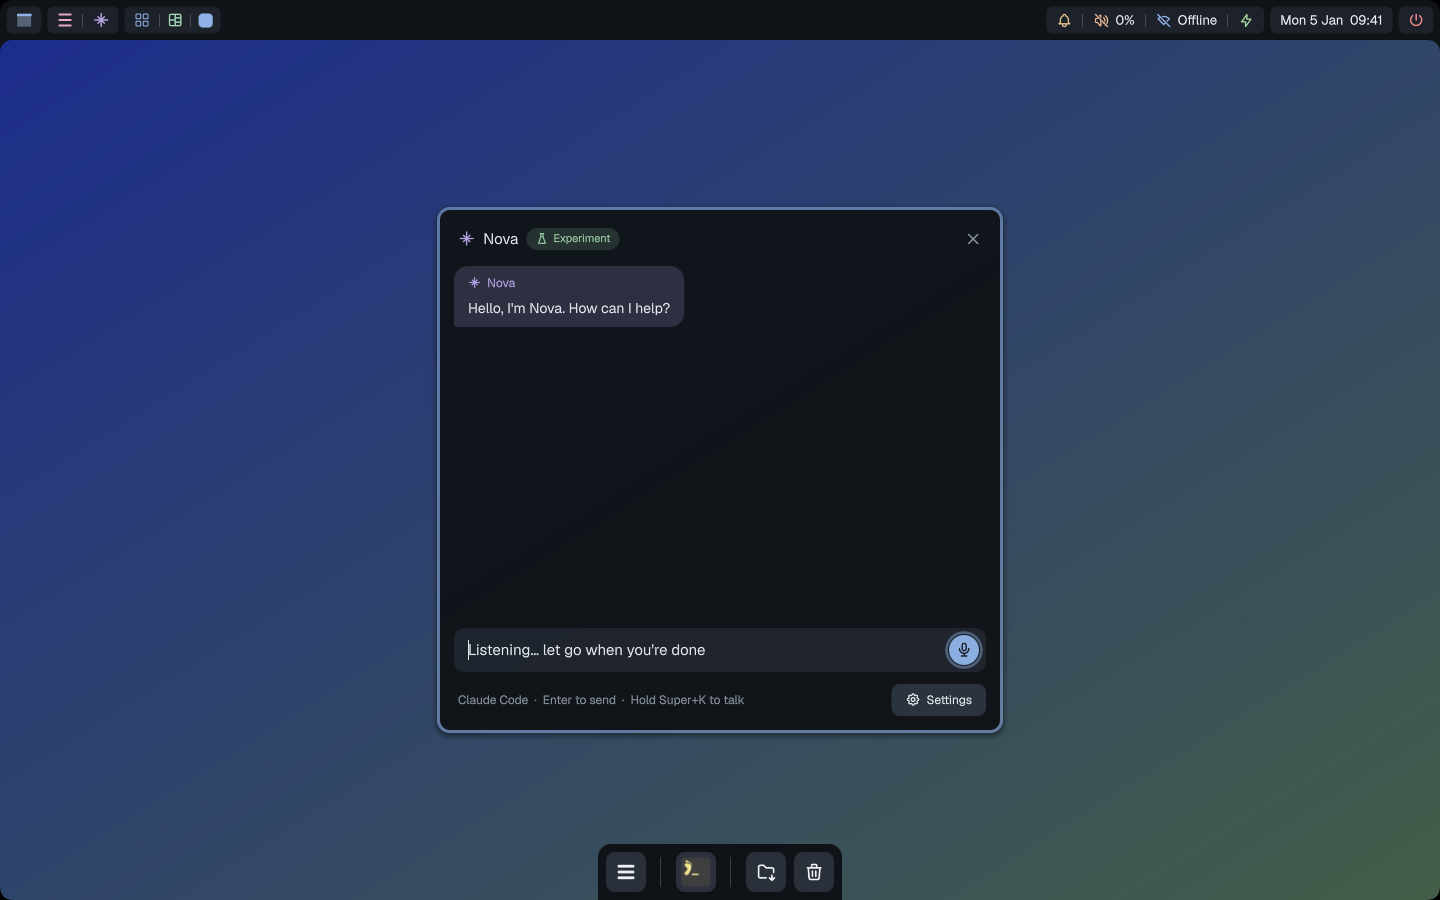 0%
Offline
Mon 5 Jan 09:41
Nova
Experiment
Nova
Hello, I'm Nova. How can I help?
Listening... let go when you're done
Claude Code · Enter to send · Hold Super+K to talk
Settings